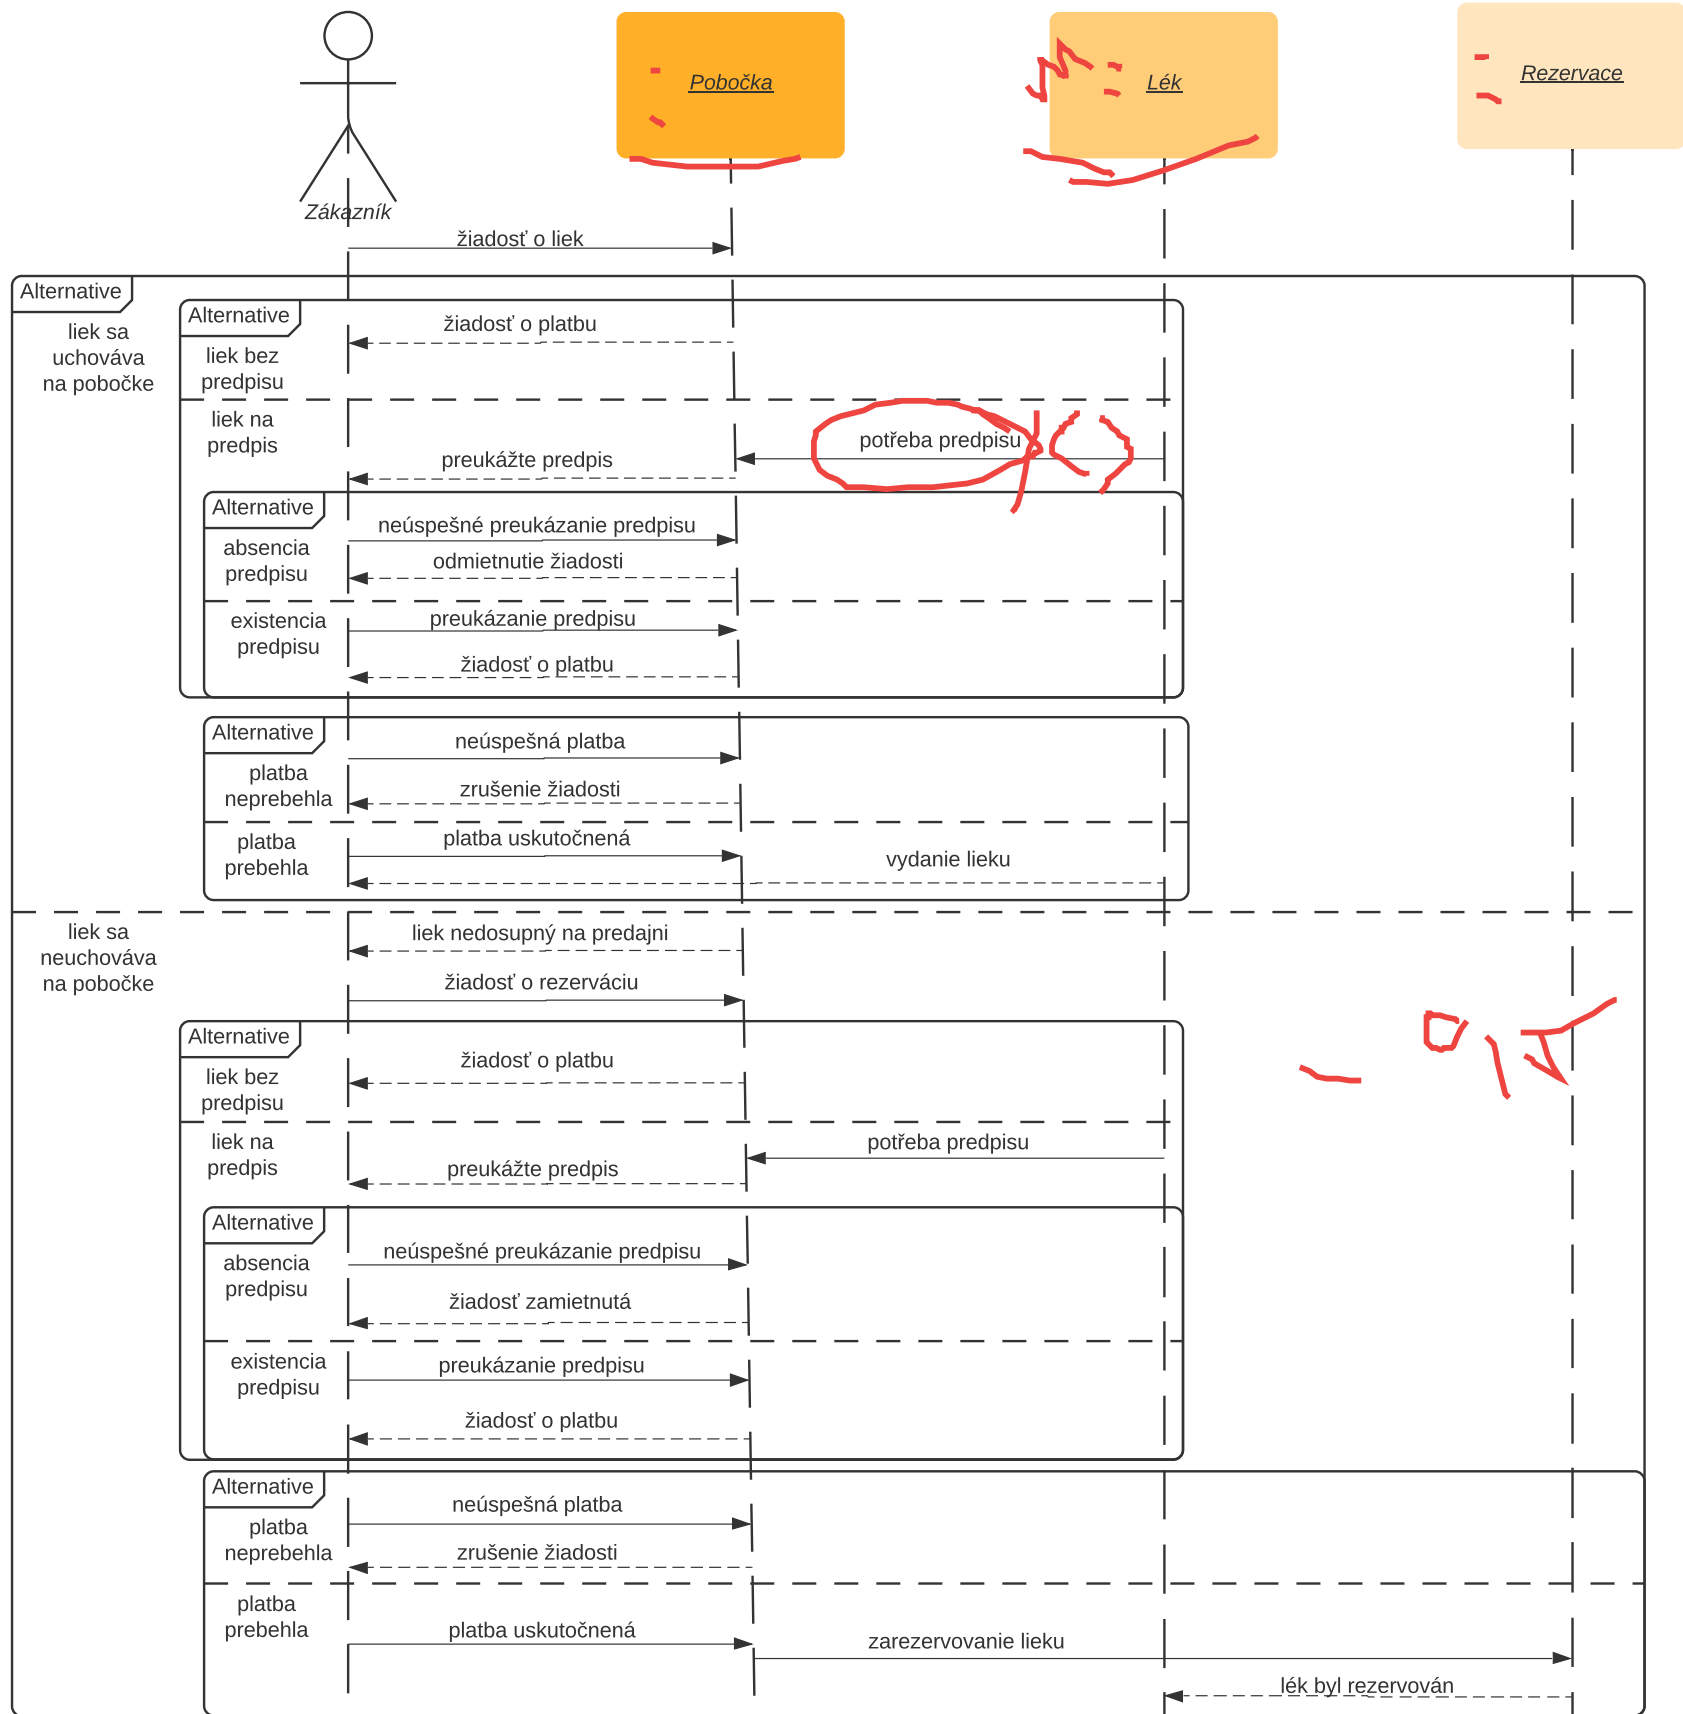 Pobočka
Lék
Rezervace
Zákazník
žiadosť o liek
Alternative
liek sa
uchováva
na pobočke
Alternative
žiadosť o platbu
liek bez
predpisu
liek na
predpis
potřeba predpisu
preukážte predpis
Alternative
neúspešné preukázanie predpisu
absencia
predpisu
odmietnutie žiadosti
existencia
predpisu
preukázanie predpisu
žiadosť o platbu
Alternative
neúspešná platba
platba
neprebehla
zrušenie žiadosti
platba
prebehla
platba uskutočnená
vydanie lieku
liek sa
neuchováva
na pobočke
liek nedosupný na predajni
žiadosť o rezerváciu
Alternative
žiadosť o platbu
liek bez
predpisu
liek na
predpis
potřeba predpisu
preukážte predpis
Alternative
neúspešné preukázanie predpisu
absencia
predpisu
žiadosť zamietnutá
existencia
predpisu
preukázanie predpisu
žiadosť o platbu
Alternative
neúspešná platba
platba
neprebehla
zrušenie žiadosti
platba
prebehla
platba uskutočnená
zarezervovanie lieku
lék byl rezervován